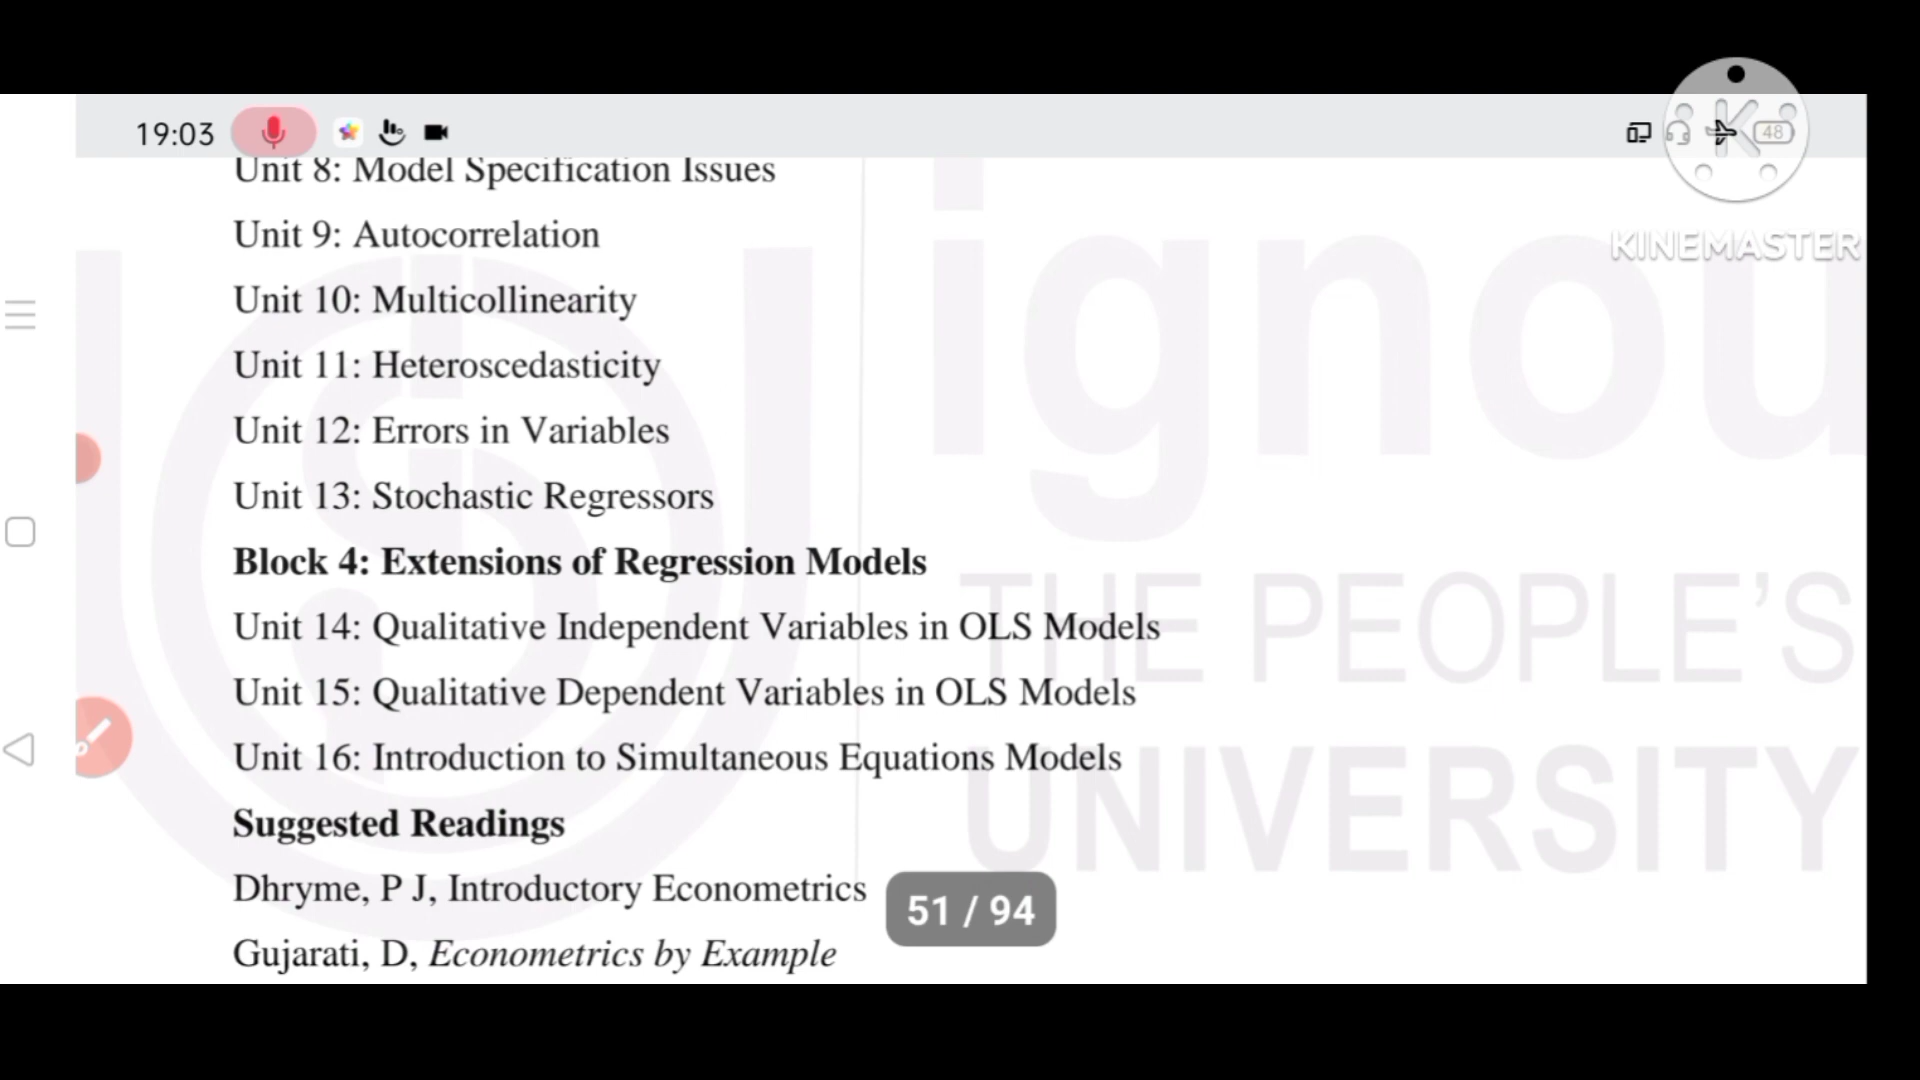 19:03
48
KINEMASTER
Unit 8: Model Specification Issues
Unit 9: Autocorrelation
Unit 10: Multicollinearity
Unit 11: Heteroscedasticity
Unit 12: Errors in Variables
Unit 13: Stochastic Regressors
Block 4: Extensions of Regression Models
Unit 14: Qualitative Independent Variables in OLS Models
Unit 15: Qualitative Dependent Variables in OLS Models
Unit 16: Introduction to Simultaneous Equations Models
Suggested Readings
Dhryme, P J, Introductory Econometrics
Gujarati, D, Econometrics by Example
51 / 94
ignou
THE PEOPLE'S
UNIVERSITY